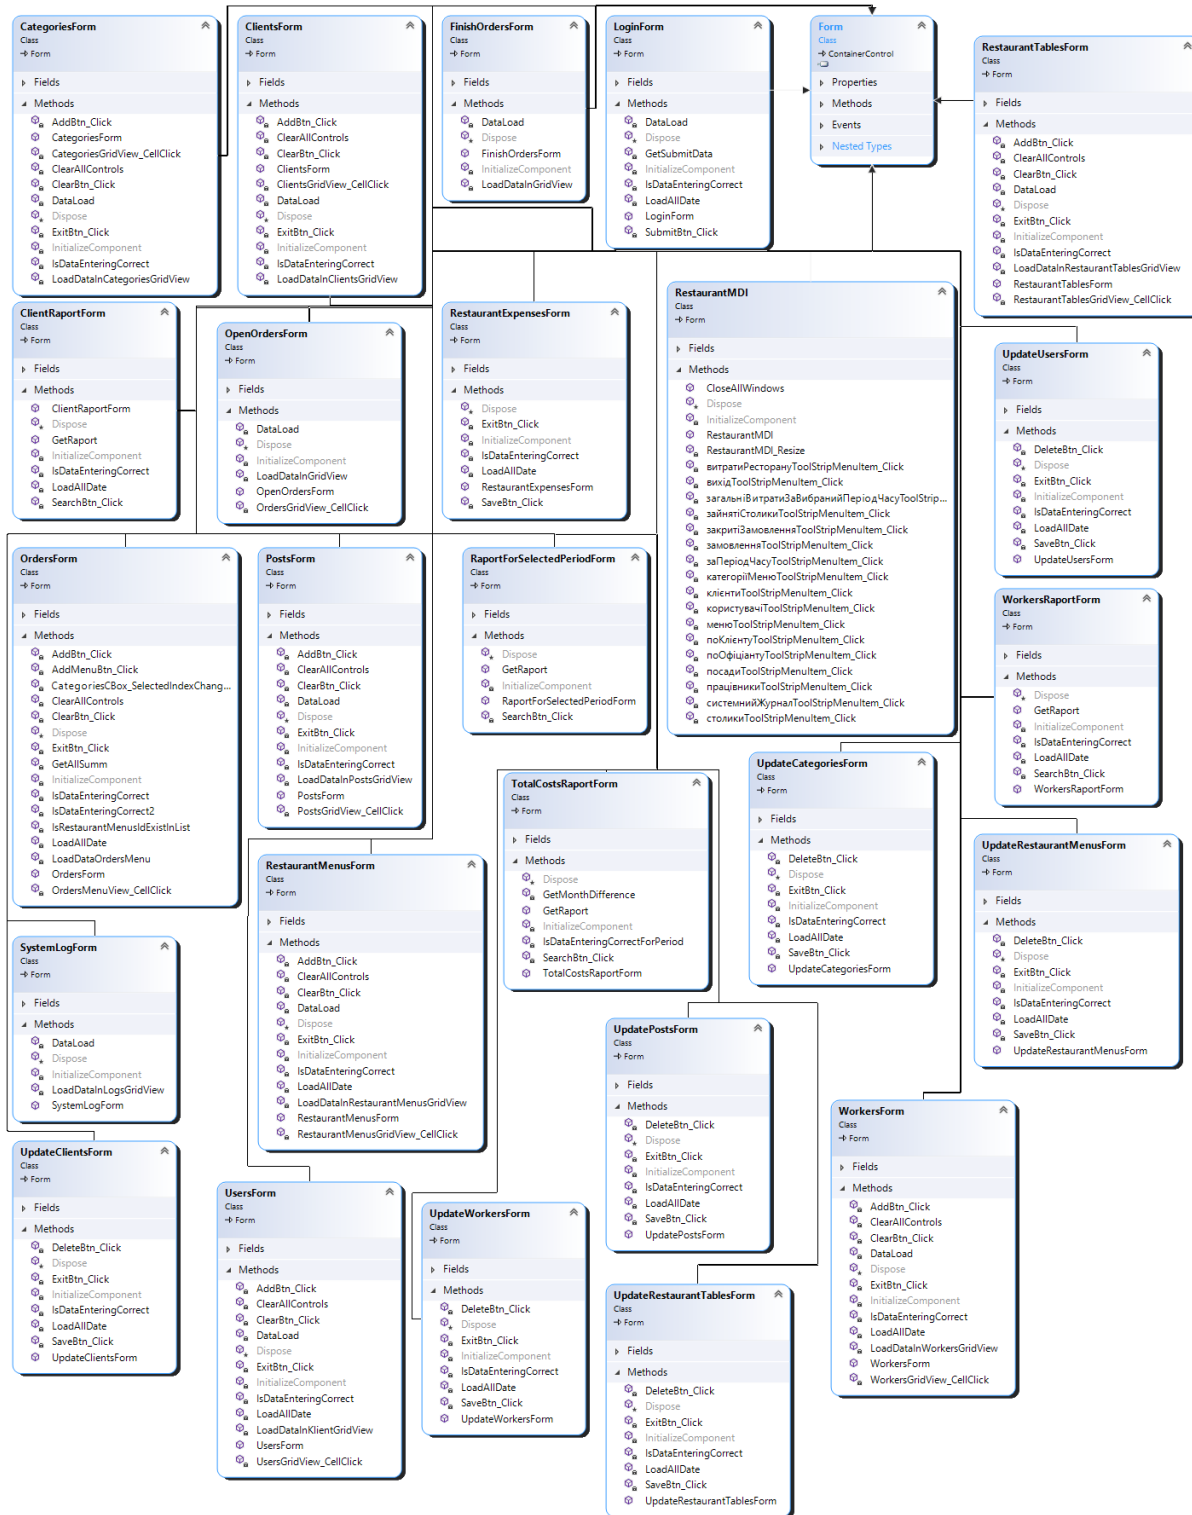 CategoriesForm
Class
Form
Fields
Methods
AddBtn_Click
CategoriesForm
CategoriesGridView_CellClick
ClearAllControls
ClearBtn_Click
DataLoad
Dispose
ExitBtn_Click
InitializeComponent
IsDataEnteringCorrect
LoadDataInCategoriesGridView
ClientsForm
Class
Form
Fields
Methods
AddBtn_Click
ClearAllControls
ClearBtn_Click
ClientsForm
ClientsGridView_CellClick
DataLoad
Dispose
ExitBtn_Click
InitializeComponent
IsDataEnteringCorrect
LoadDataInClientsGridView
FinishOrdersForm
Class
Form
Fields
Methods
DataLoad
Dispose
FinishOrdersForm
InitializeComponent
LoadDataInGridView
LoginForm
Class
Form
Fields
Methods
DataLoad
Dispose
GetSubmitData
InitializeComponent
IsDataEnteringCorrect
LoadAllDate
LoginForm
SubmitBtn_Click
Form
Class
ContainerControl
Properties
Methods
Events
Nested Types
RestaurantTablesForm
Class
Form
Fields
Methods
AddBtn_Click
ClearAllControls
ClearBtn_Click
DataLoad
Dispose
ExitBtn_Click
InitializeComponent
IsDataEnteringCorrect
LoadDataInRestaurantTablesGridView
RestaurantTablesForm
RestaurantTablesGridView_CellClick
ClientRaportForm
Class
Form
Fields
Methods
ClientRaportForm
Dispose
GetRaport
InitializeComponent
IsDataEnteringCorrect
LoadAllDate
SearchBtn_Click
OpenOrdersForm
Class
Form
Fields
Methods
DataLoad
Dispose
InitializeComponent
LoadDataInGridView
OpenOrdersForm
OrdersGridView_CellClick
RestaurantExpensesForm
Class
Form
Fields
Methods
Dispose
ExitBtn_Click
InitializeComponent
IsDataEnteringCorrect
LoadAllDate
RestaurantExpensesForm
SaveBtn_Click
RestaurantMDI
Class
Form
Fields
Methods
CloseAllWindows
Dispose
InitializeComponent
RestaurantMDI
RestaurantMDI_Resize
витратиРесторануToolStripMenuItem_Click
вихідToolStripMenuItem_Click
загальніВитратиЗаВибранийПеріодЧасуToolStrip...
зайнятіСтоликиToolStripMenuItem_Click
закритіЗамовленняToolStripMenuItem_Click
замовленняToolStripMenuItem_Click
заПеріодЧасуToolStripMenuItem_Click
категоріїМенюToolStripMenuItem_Click
клієнтиToolStripMenuItem_Click
користувачіToolStripMenuItem_Click
менюToolStripMenuItem_Click
поКлієнтуToolStripMenuItem_Click
поОфіціантуToolStripMenuItem_Click
посадиToolStripMenuItem_Click
працівникиToolStripMenuItem_Click
системнийЖурналToolStripMenuItem_Click
столикиToolStripMenuItem_Click
UpdateUsersForm
Class
Form
Fields
Methods
DeleteBtn_Click
Dispose
ExitBtn_Click
InitializeComponent
IsDataEnteringCorrect
LoadAllDate
SaveBtn_Click
UpdateUsersForm
OrdersForm
Class
Form
Fields
Methods
AddBtn_Click
AddMenuBtn_Click
CategoriesCBox_SelectedIndexChang...
ClearAllControls
ClearBtn_Click
Dispose
ExitBtn_Click
GetAllSumm
InitializeComponent
IsDataEnteringCorrect
IsDataEnteringCorrect2
IsRestaurantMenusIdExistInList
LoadAllDate
LoadDataOrdersMenu
OrdersForm
OrdersMenuView_CellClick
PostsForm
Class
Form
Fields
Methods
AddBtn_Click
ClearAllControls
ClearBtn_Click
DataLoad
Dispose
ExitBtn_Click
InitializeComponent
IsDataEnteringCorrect
LoadDataInPostsGridView
PostsForm
PostsGridView_CellClick
RaportForSelectedPeriodForm
Class
Form
Fields
Methods
Dispose
GetRaport
InitializeComponent
RaportForSelectedPeriodForm
SearchBtn_Click
WorkersRaportForm
Class
Form
Fields
Methods
Dispose
GetRaport
InitializeComponent
IsDataEnteringCorrect
LoadAllDate
SearchBtn_Click
WorkersRaportForm
TotalCostsRaportForm
Class
Form
Fields
Methods
Dispose
GetMonthDifference
GetRaport
InitializeComponent
IsDataEnteringCorrectForPeriod
SearchBtn_Click
TotalCostsRaportForm
UpdateCategoriesForm
Class
Form
Fields
Methods
DeleteBtn_Click
Dispose
ExitBtn_Click
InitializeComponent
IsDataEnteringCorrect
LoadAllDate
SaveBtn_Click
UpdateCategoriesForm
UpdateRestaurantMenusForm
Class
Form
Fields
Methods
DeleteBtn_Click
Dispose
ExitBtn_Click
InitializeComponent
IsDataEnteringCorrect
LoadAllDate
SaveBtn_Click
UpdateRestaurantMenusForm
RestaurantMenusForm
Class
Form
Fields
Methods
AddBtn_Click
ClearAllControls
ClearBtn_Click
DataLoad
Dispose
ExitBtn_Click
InitializeComponent
IsDataEnteringCorrect
LoadAllDate
LoadDataInRestaurantMenusGridView
RestaurantMenusForm
RestaurantMenusGridView_CellClick
SystemLogForm
Class
Form
Fields
Methods
DataLoad
Dispose
InitializeComponent
LoadDataInLogsGridView
SystemLogForm
UpdatePostsForm
Class
Form
Fields
Methods
DeleteBtn_Click
Dispose
ExitBtn_Click
InitializeComponent
IsDataEnteringCorrect
LoadAllDate
SaveBtn_Click
UpdatePostsForm
WorkersForm
Class
Form
Fields
Methods
AddBtn_Click
ClearAllControls
ClearBtn_Click
DataLoad
Dispose
ExitBtn_Click
InitializeComponent
IsDataEnteringCorrect
LoadAllDate
LoadDataInWorkersGridView
WorkersForm
WorkersGridView_CellClick
UpdateClientsForm
Class
Form
Fields
Methods
DeleteBtn_Click
Dispose
ExitBtn_Click
InitializeComponent
IsDataEnteringCorrect
LoadAllDate
SaveBtn_Click
UpdateClientsForm
UsersForm
Class
Form
Fields
Methods
AddBtn_Click
ClearAllControls
ClearBtn_Click
DataLoad
Dispose
ExitBtn_Click
InitializeComponent
IsDataEnteringCorrect
LoadAllDate
LoadDataInKlientGridView
UsersForm
UsersGridView_CellClick
UpdateWorkersForm
Class
Form
Fields
Methods
DeleteBtn_Click
Dispose
ExitBtn_Click
InitializeComponent
IsDataEnteringCorrect
LoadAllDate
SaveBtn_Click
UpdateWorkersForm
UpdateRestaurantTablesForm
Class
Form
Fields
Methods
DeleteBtn_Click
Dispose
ExitBtn_Click
InitializeComponent
IsDataEnteringCorrect
LoadAllDate
SaveBtn_Click
UpdateRestaurantTablesForm